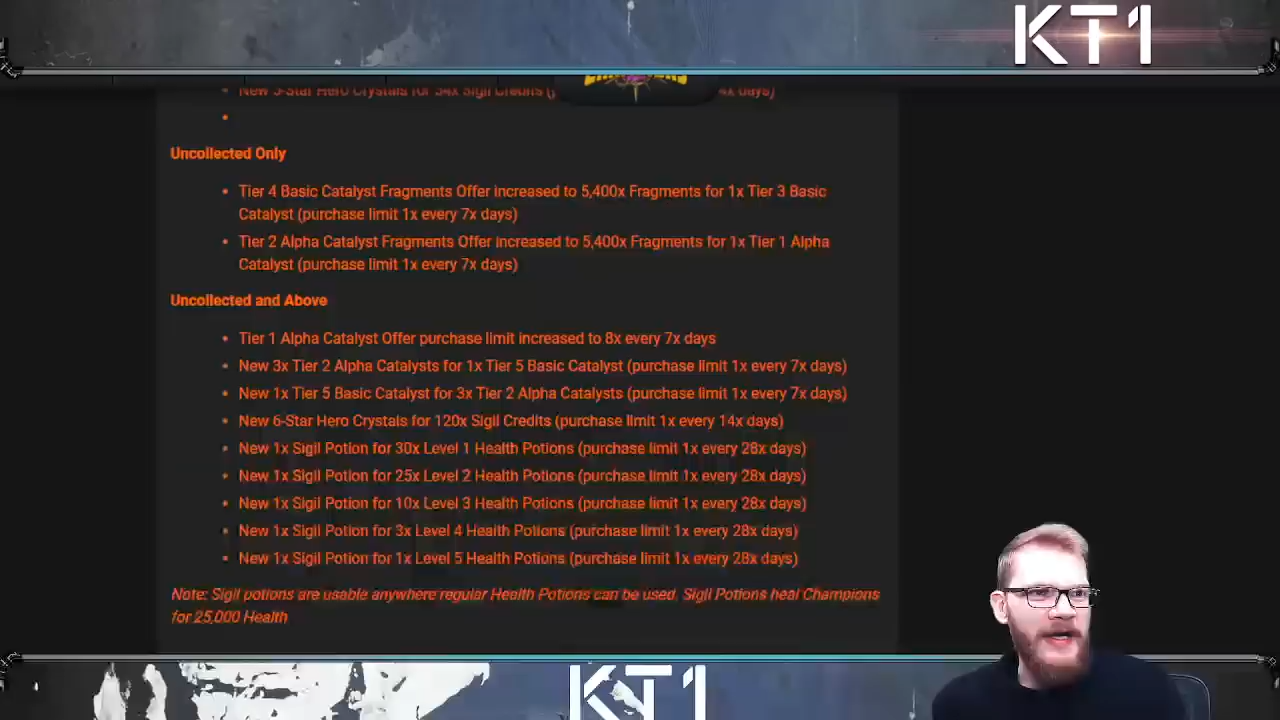 KT1
New 5-Star Hero Crystals for 34x Sigil Credits (p
4x days)
Uncollected Only
Tier 4 Basic Catalyst Fragments Offer increased to 5,400x Fragments for 1x Tier 3 Basic
Catalyst (purchase limit 1x every 7x days)
Tier 2 Alpha Catalyst Fragments Offer increased to 5,400x Fragments for 1x Tier 1 Alpha
Catalyst (purchase limit 1x every 7x days)
Uncollected and Above
Tier 1 Alpha Catalyst Offer purchase limit increased to 8x every 7x days
New 3x Tier 2 Alpha Catalysts for 1x Tier 5 Basic Catalyst (purchase limit 1x every 7x days)
New 1x Tier 5 Basic Catalyst for 3x Tier 2 Alpha Catalysts (purchase limit 1x every 7x days)
New 6-Star Hero Crystals for 120x Sigil Credits (purchase limit 1x every 14x days)
New 1x Sigil Potion for 30x Level 1 Health Potions (purchase limit 1x every 28x days)
New 1x Sigil Potion for 25x Level 2 Health Potions (purchase limit 1x every 28x days)
New 1x Sigil Potion for 10x Level 3 Health Potions (purchase limit 1x every 28x days)
New 1x Sigil Potion for 3x Level 4 Health Potions (purchase limit 1x every 28x days)
New 1x Sigil Potion for 1x Level 5 Health Potions (purchase limit 1x every 28x days)
Note: Sigil potions are usable anywhere regular Health Potions can be used. Sigil Potions heal Champions
for 25,000 Health
KT1